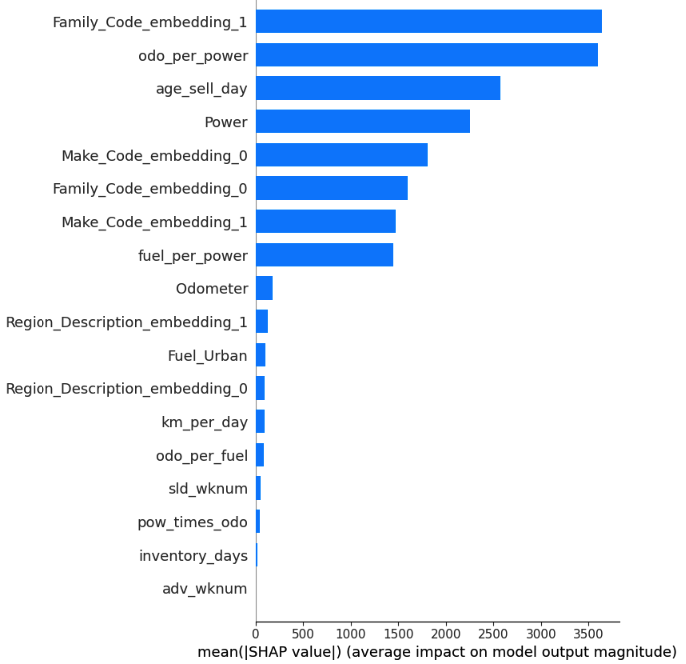 Family_Code_embedding_1
odo_per_power
age_sell_day
Power
Make_Code_embedding_0
Family_Code_embedding_0
Make_Code_embedding_1
fuel_per_power
Odometer
Region_Description_embedding_1
Fuel_Urban
Region_Description_embedding_0
km_per_day
odo_per_fuel
sld_wknum
pow_times_odo
inventory_days
adv_wknum
0 500 1000 1500 2000 2500 3000 3500
mean(|SHAP value|) (average impact on model output magnitude)